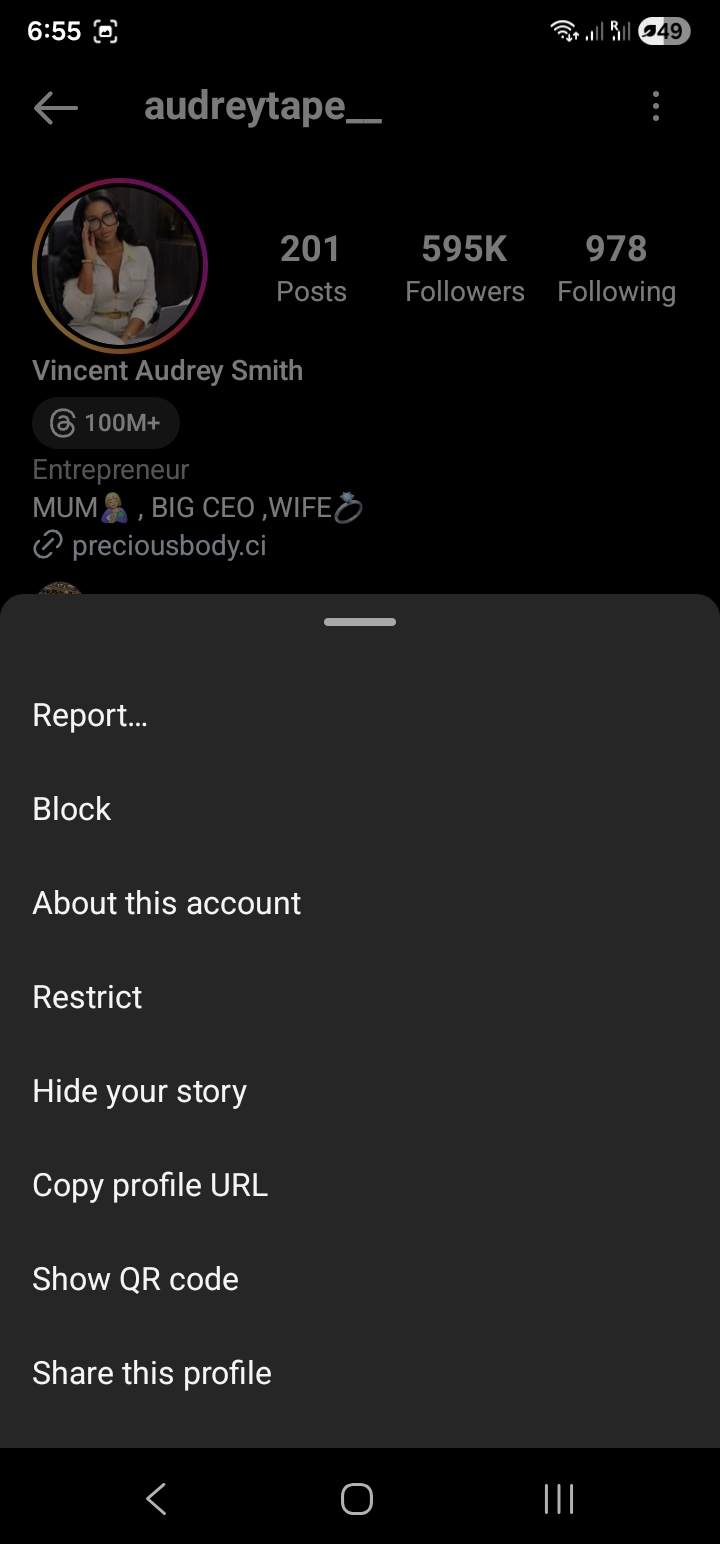 6:55
R
49
audreytape__
201
595K
978
Posts
Followers
Following
Vincent Audrey Smith
100M+
Entrepreneur
MUM🤱🏼 , BIG CEO ,WIFE💍
preciousbody.ci
Report...
Block
About this account
Restrict
Hide your story
Copy profile URL
Show QR code
Share this profile